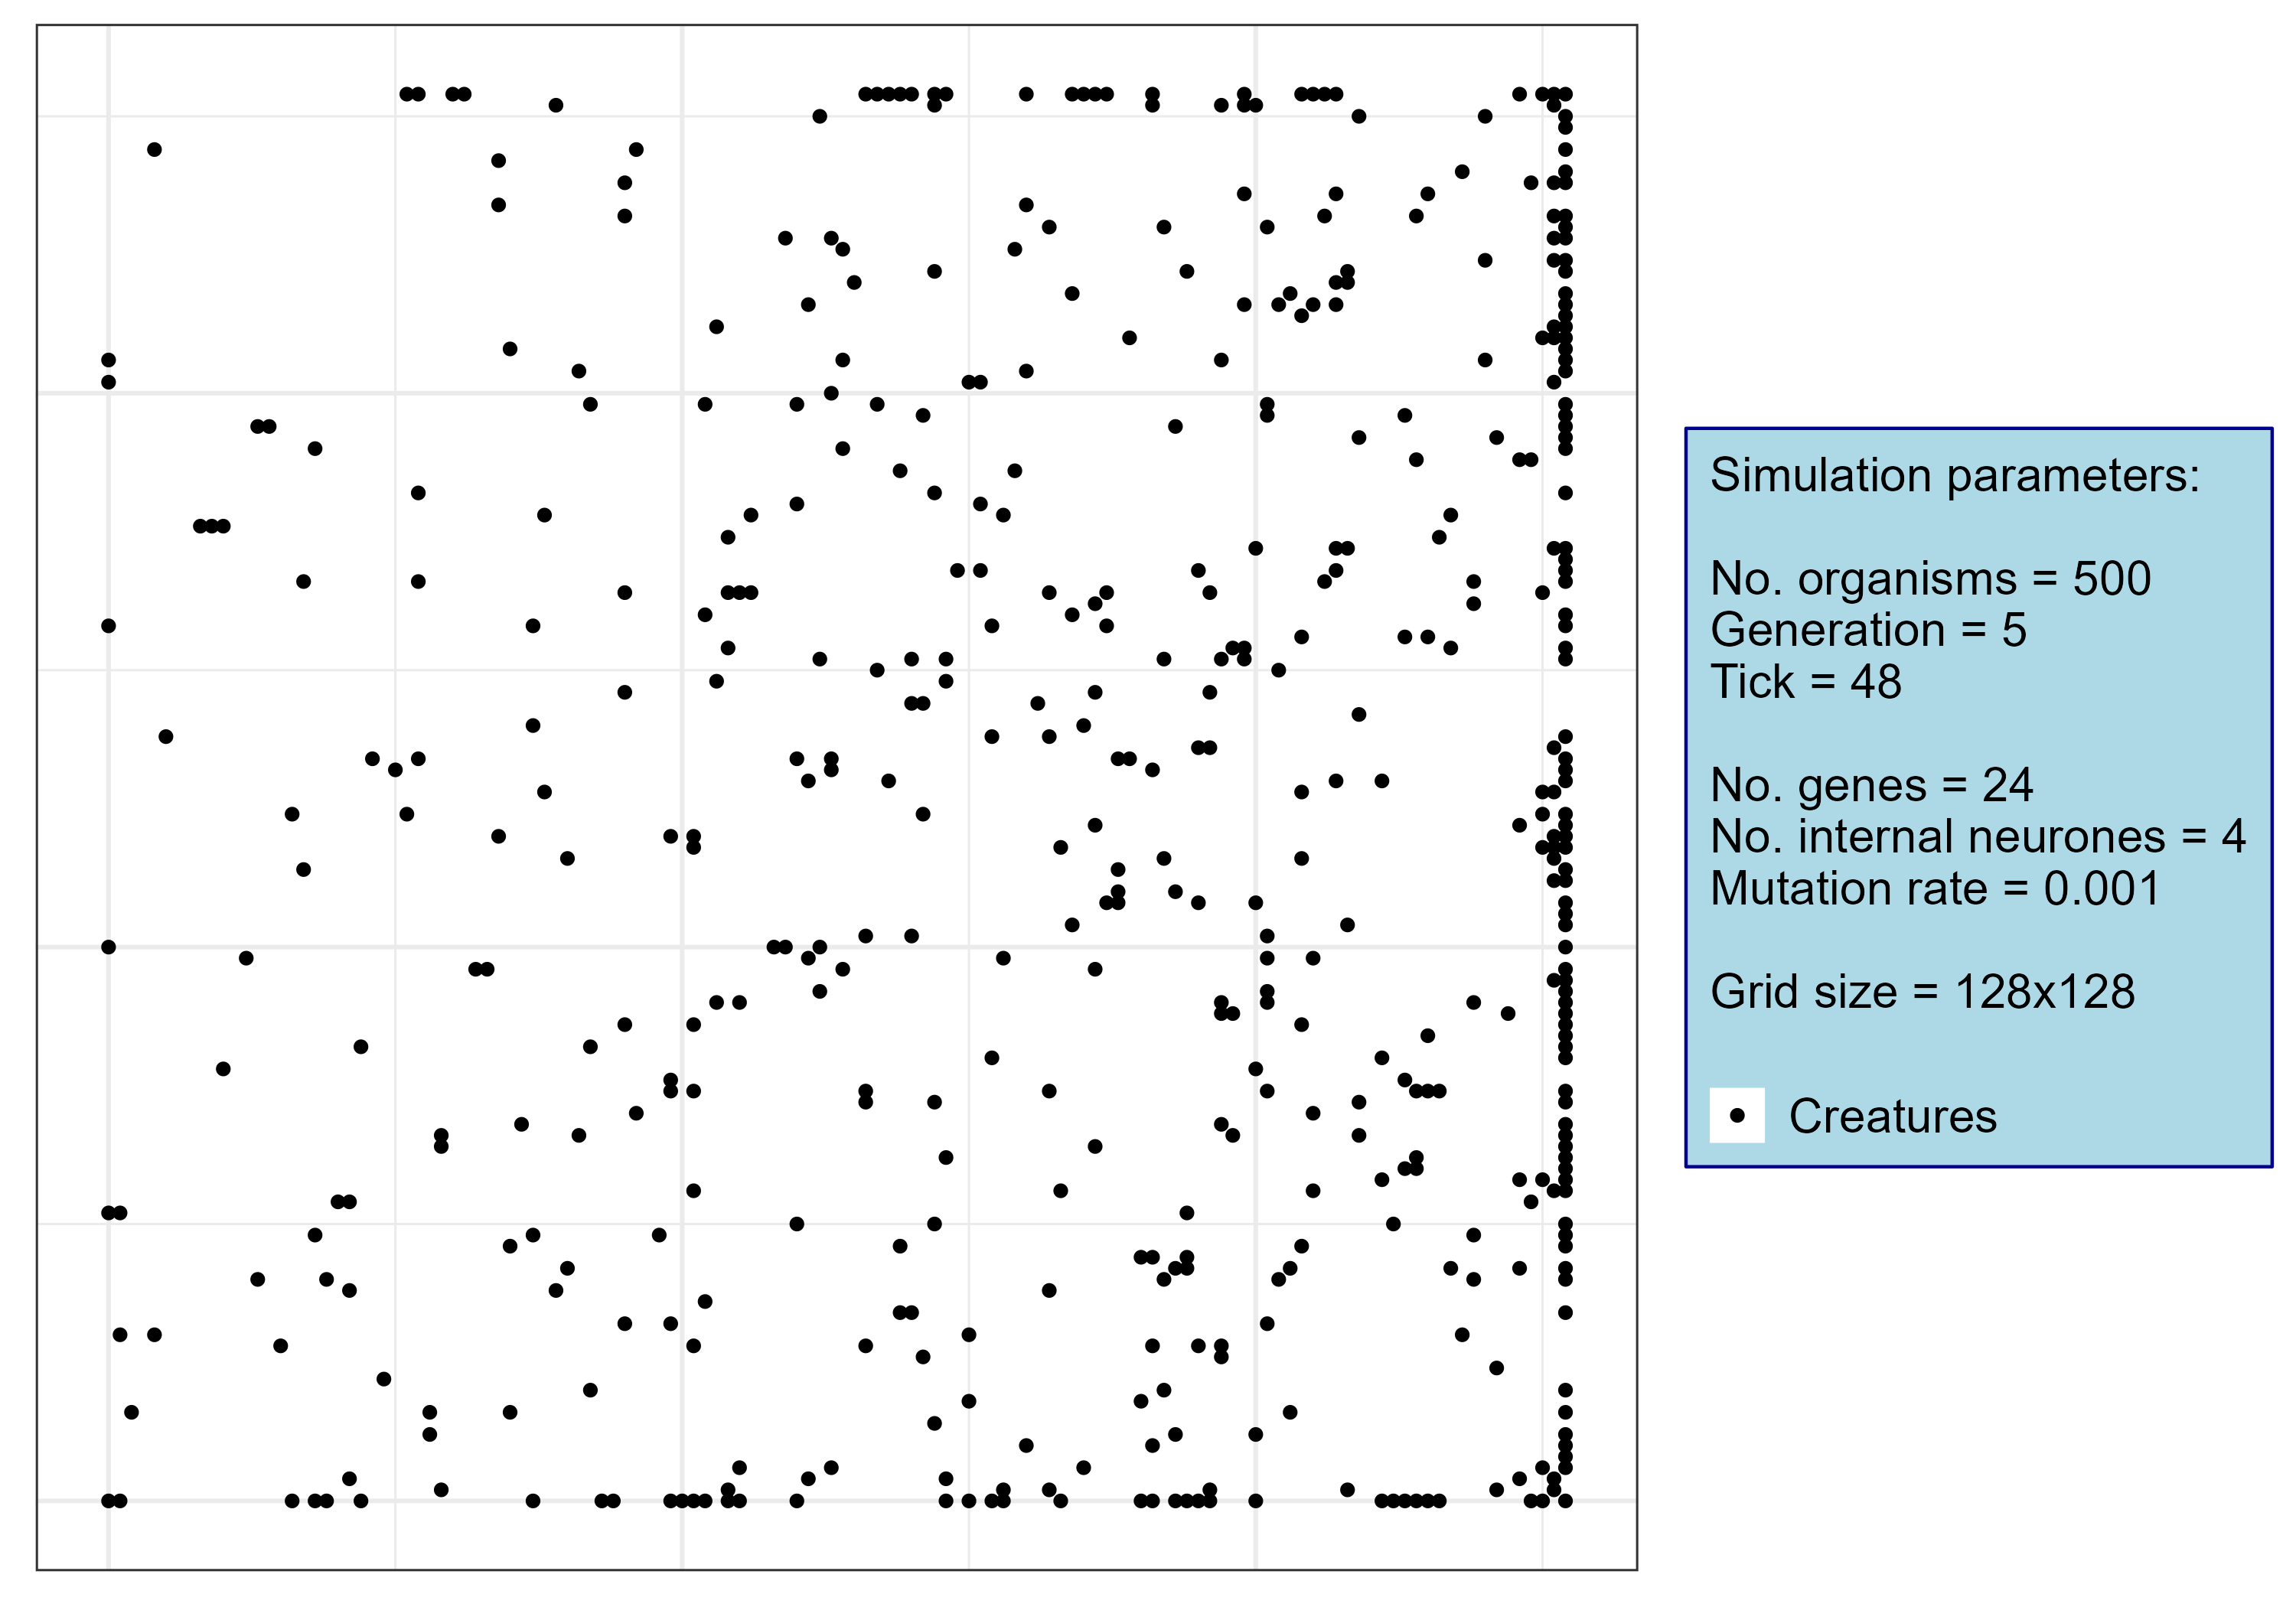 Simulation parameters:
No. organisms = 500
Generation = 5
Tick = 48
No. genes = 24
No. internal neurones = 4
Mutation rate = 0.001
Grid size = 128x128
Creatures